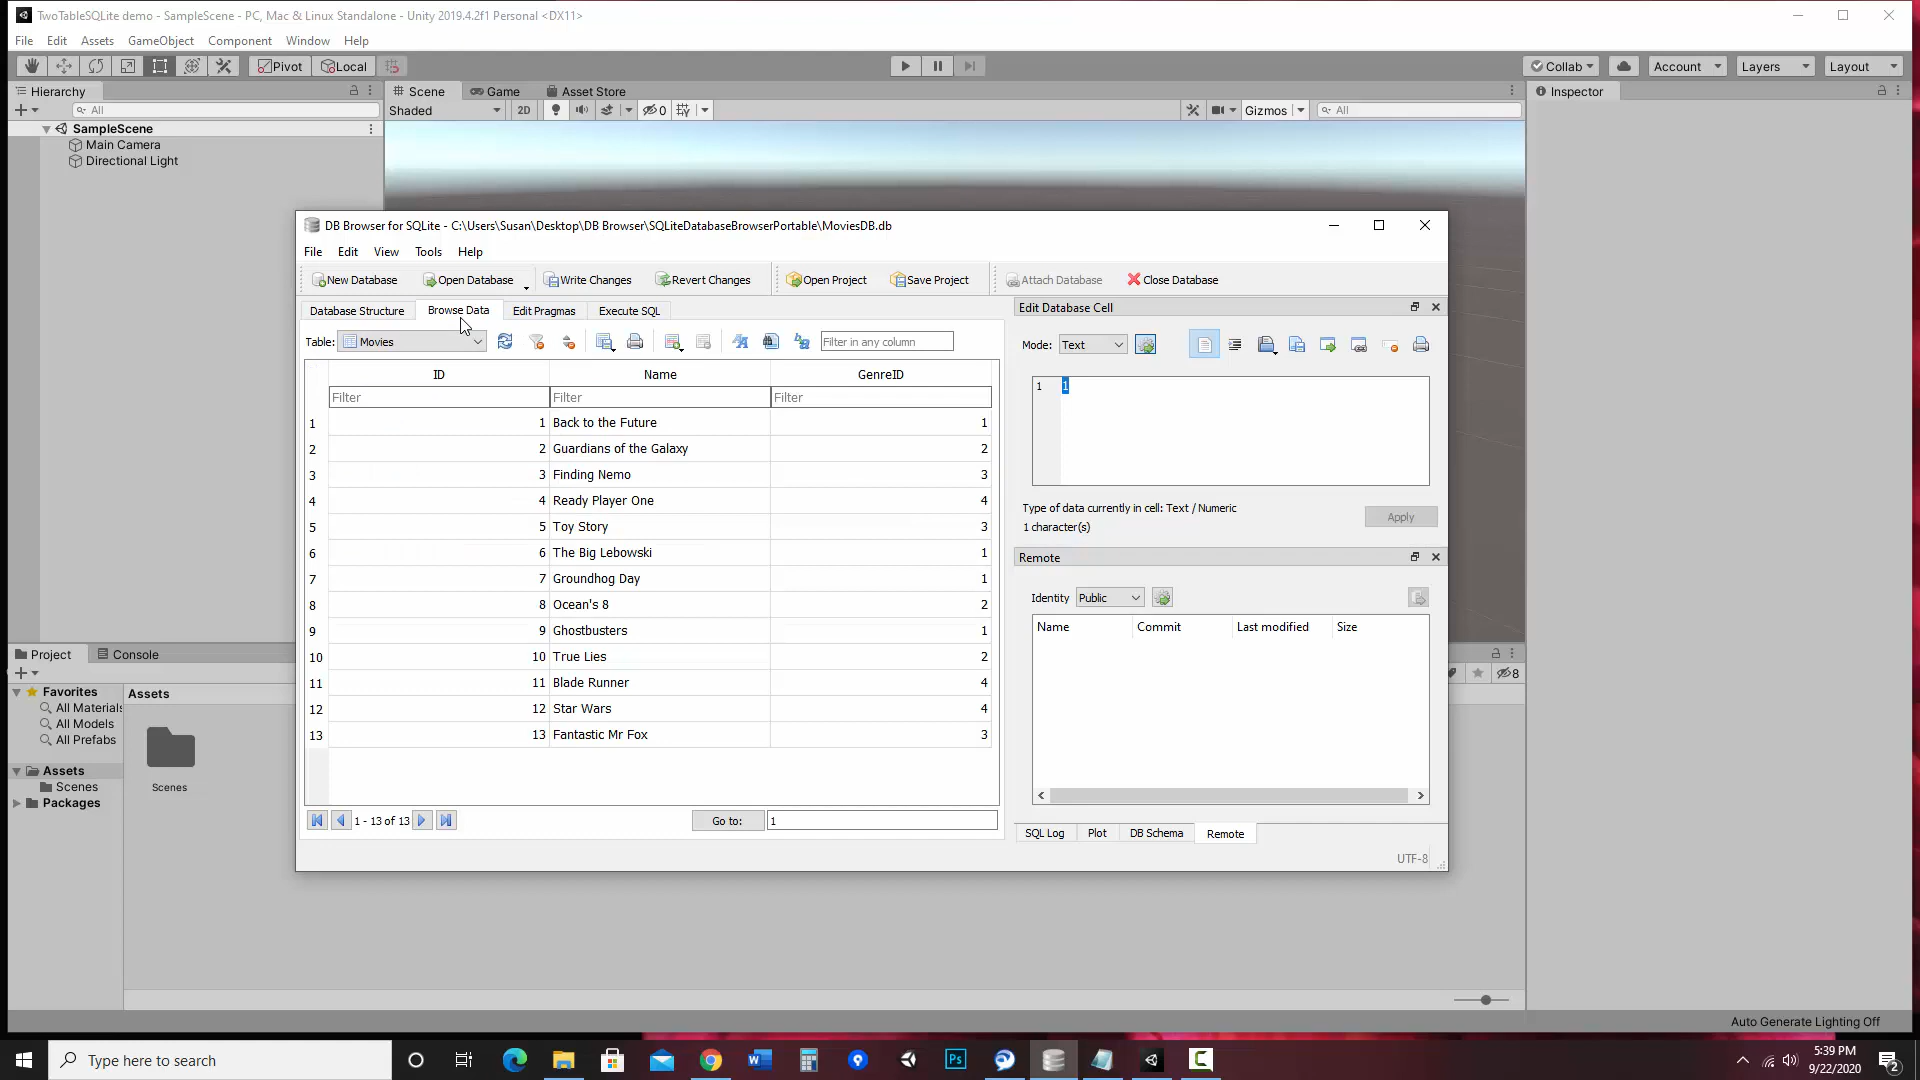 TwoTableSQLite demo - SampleScene - PC, Mac & Linux Standalone - Unity 2019.4.2f1 Personal <DX11>
File Edit Assets GameObject Component Window Help
Pivot Local Collab Account Layers Layout
Hierarchy Scene Game Asset Store Inspector
All Shaded 2D 0 Gizmos All
SampleScene
Main Camera
Directional Light
DB Browser for SQLite - C:\Users\Susan\Desktop\DB Browser\SQLiteDatabaseBrowserPortable\MoviesDB.db
File Edit View Tools Help
New Database Open Database Write Changes Revert Changes Open Project Save Project Attach Database Close Database
Database Structure Browse Data Edit Pragmas Execute SQL
Table: Movies Filter in any column
ID Name GenreID
Filter Filter Filter
1 1 Back to the Future 1
2 2 Guardians of the Galaxy 2
3 3 Finding Nemo 3
4 4 Ready Player One 4
5 5 Toy Story 3
6 6 The Big Lebowski 1
7 7 Groundhog Day 1
8 8 Ocean's 8 2
9 9 Ghostbusters 1
10 10 True Lies 2
11 11 Blade Runner 4
12 12 Star Wars 4
13 13 Fantastic Mr Fox 3
1 - 13 of 13 Go to: 1
Edit Database Cell
Mode: Text
1 1
Type of data currently in cell: Text / Numeric
1 character(s)
Apply
Remote
Identity Public
Name Commit Last modified Size
SQL Log Plot DB Schema Remote
UTF-8
Project Console
8
Favorites
All Materials
All Models
All Prefabs
Assets
Scenes
Packages
Assets
Scenes
Auto Generate Lighting Off
Type here to search
5:39 PM
9/22/2020
2